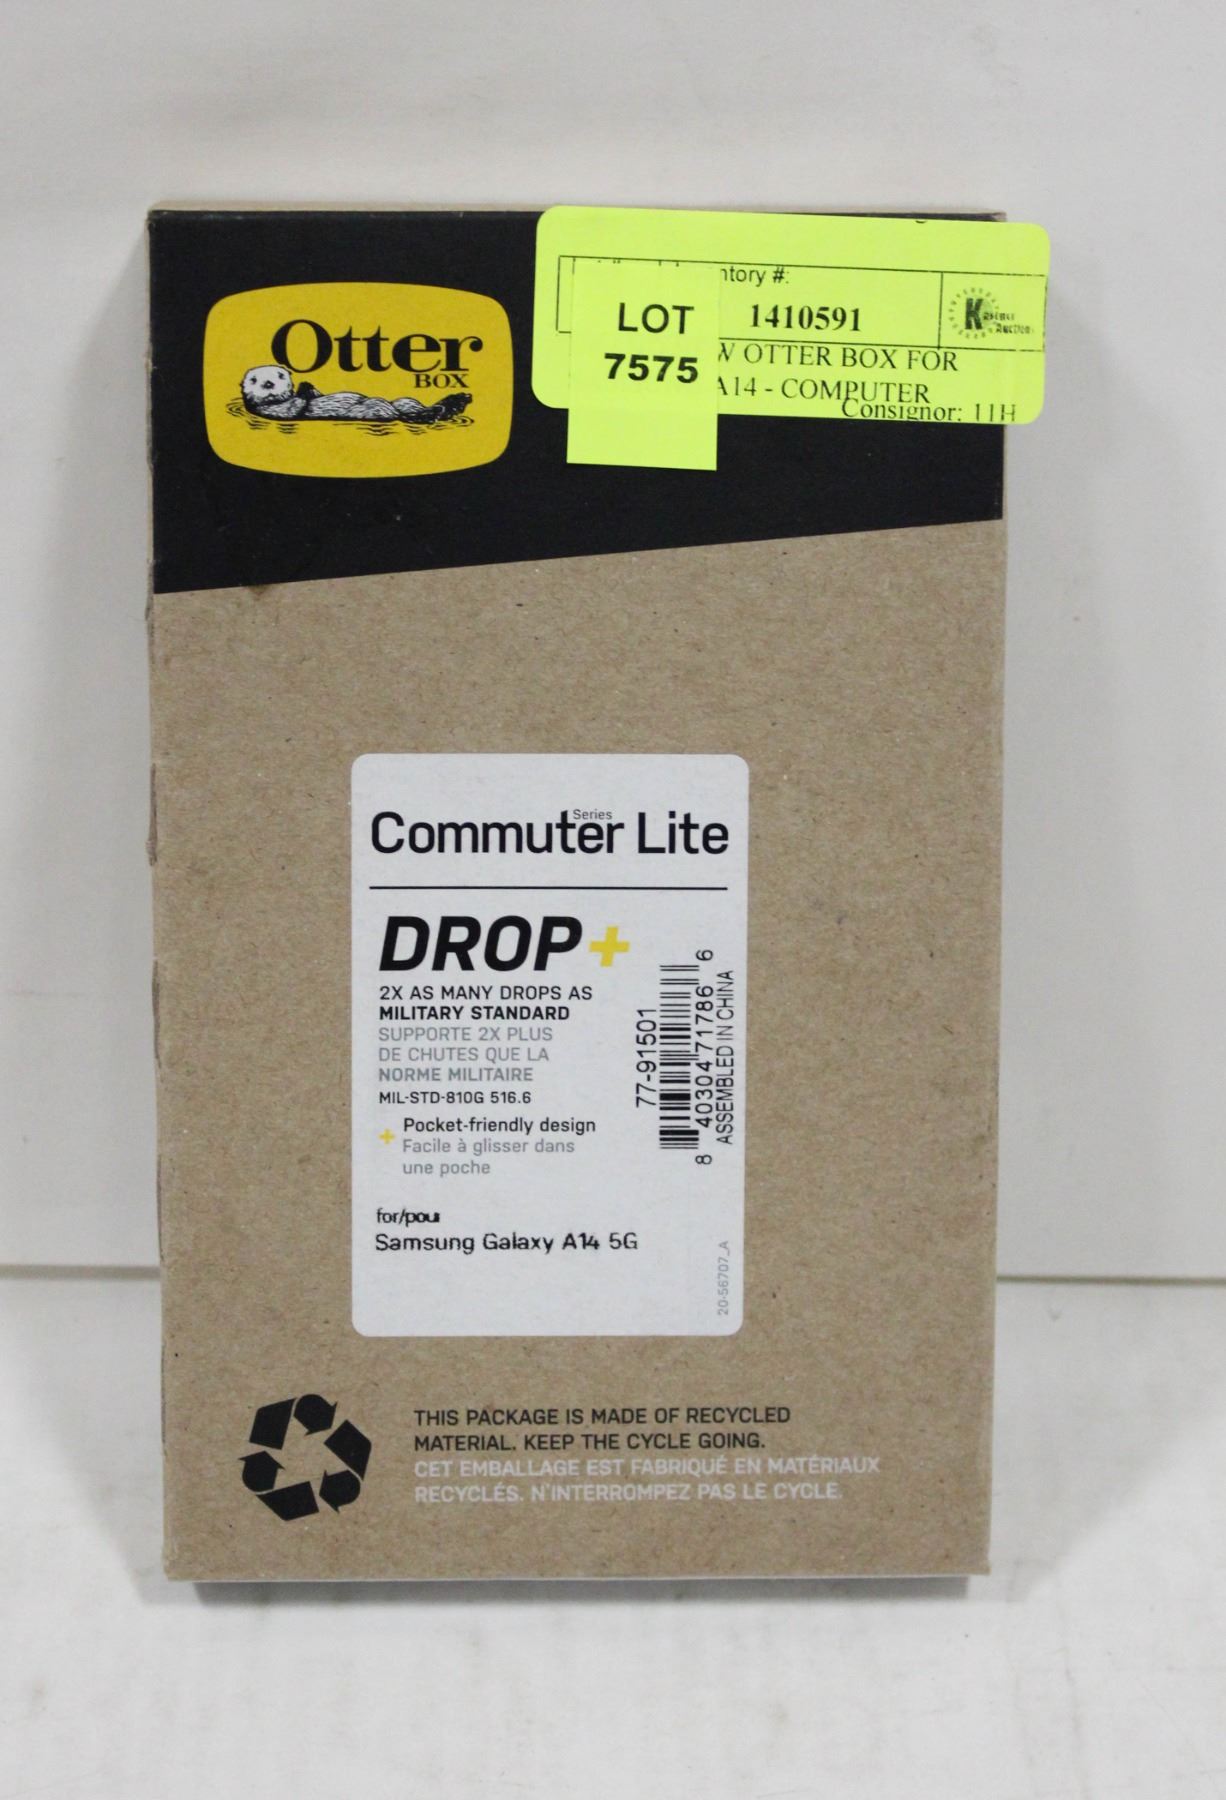 Otter
BOX
LOT
7575
#:
1410591
OTTER BOX FOR
A14 - COMPUTER
Consignor: 11H
Series
Commuter Lite
DROP+
2X AS MANY DROPS AS
MILITARY STANDARD
SUPPORTE 2X PLUS
DE CHUTES QUE LA
NORME MILITAIRE
MIL-STD-810G 516.6
+ Pocket-friendly design
Facile à glisser dans
une poche
77-91501
8 40304 71786 6
ASSEMBLED IN CHINA
for/pour
Samsung Galaxy A14 5G
20-56707_A
THIS PACKAGE IS MADE OF RECYCLED
MATERIAL. KEEP THE CYCLE GOING.
CET EMBALLAGE EST FABRIQUÉ EN MATÉRIAUX
RECYCLÉS. N'INTERROMPEZ PAS LE CYCLE.